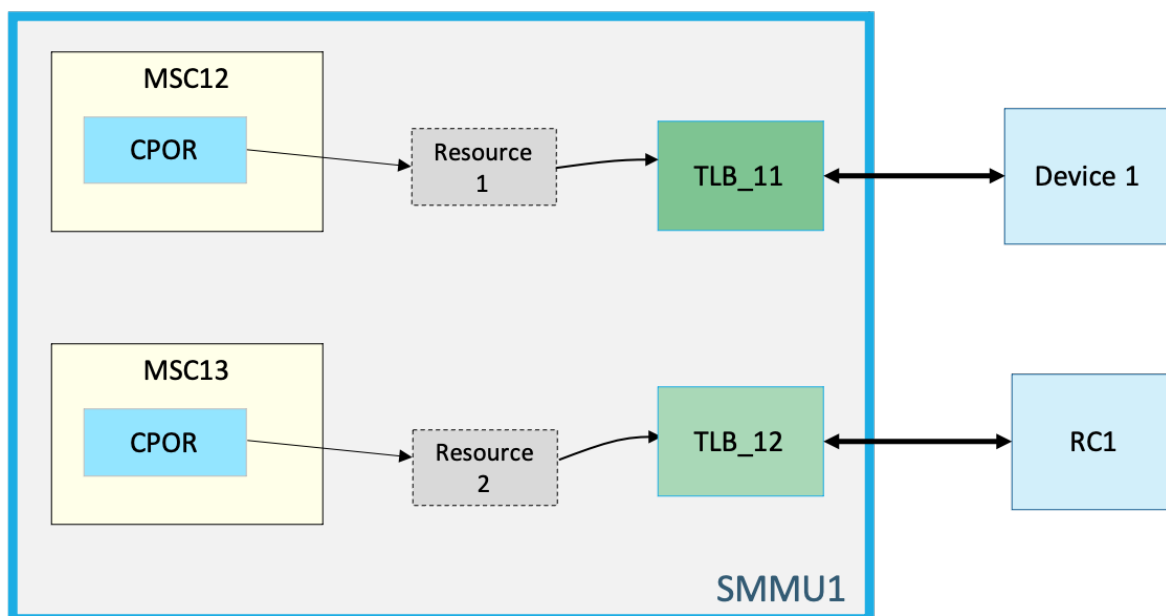 MSC12
CPOR
Resource
1
TLB_11
Device 1
MSC13
CPOR
Resource
2
TLB_12
RC1
SMMU1